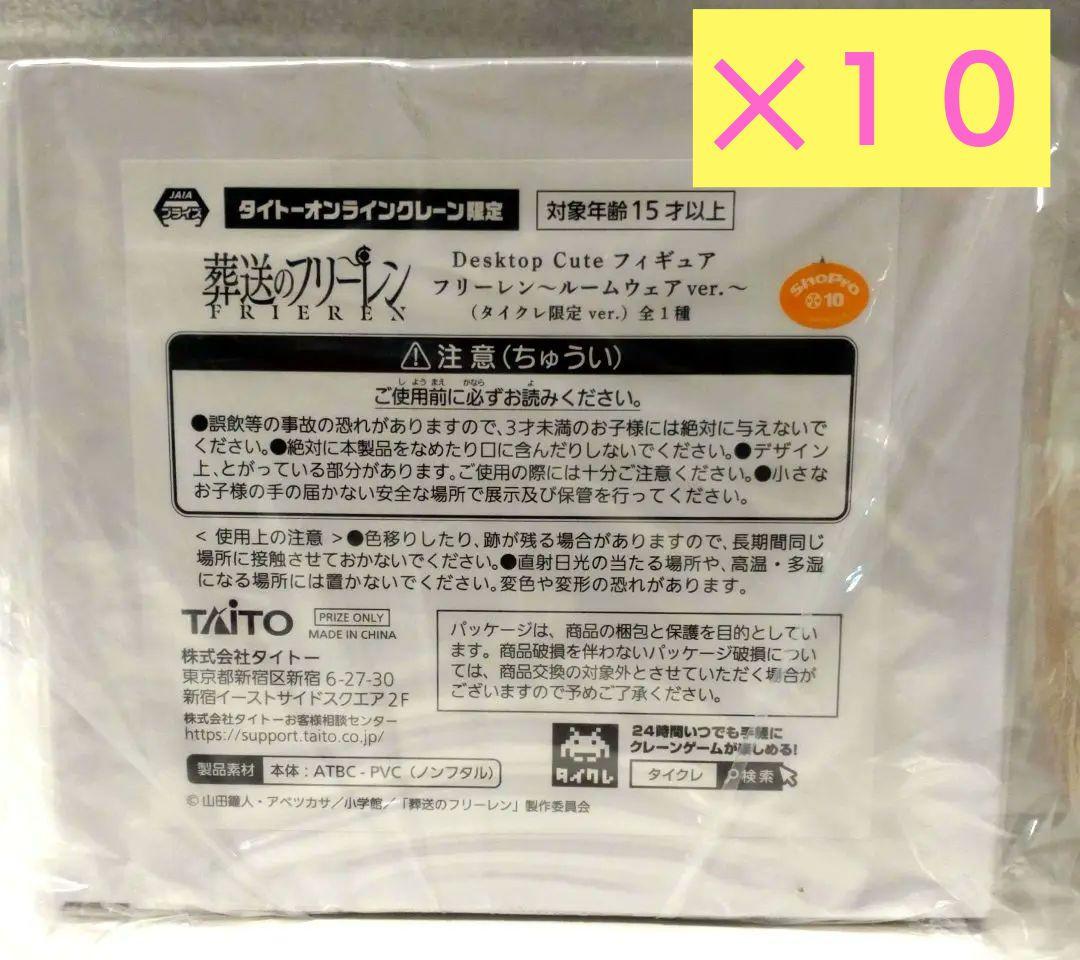 ×10
JAIA
プライズ
タイトーオンラインクレーン限定
対象年齢15才以上
葬送のフリーレン
FRIEREN
Desktop Cute フィギュア
フリーレン～ルームウェアver.～
（タイクレ限定 ver.）全1種
ShoPro
10
⚠注意(ちゅうい)
ご使用前に必ずお読みください。
●誤飲等の事故の恐れがありますので、3才未満のお子様には絶対に与えないで
ください。●絶対に本製品をなめたり口に含んだりしないでください。●デザイン
上、とがっている部分があります。ご使用の際には十分ご注意ください。●小さな
お子様の手の届かない安全な場所で展示及び保管を行ってください。
< 使用上の注意 >●色移りしたり、跡が残る場合がありますので、長期間同じ
場所に接触させておかないでください。●直射日光の当たる場所や、高温・多湿
になる場所には置かないでください。変色や変形の恐れがあります。
TAITO
PRIZE ONLY
MADE IN CHINA
株式会社タイトー
東京都新宿区新宿 6-27-30
新宿イーストサイドスクエア 2F
株式会社タイトーお客様相談センター
https://support.taito.co.jp/
パッケージは、商品の梱包と保護を目的としてい
ます。商品破損を伴わないパッケージ破損につい
ては、商品交換の対象外とさせていただく場合が
ございますので予めご了承ください。
製品素材 本体：ATBC-PVC（ノンフタル）
タイクレ
24時間いつでも手軽に
クレーンゲームが楽しめる!
タイクレ 検索
©山田鐘人・アベツカサ／小学館／「葬送のフリーレン」製作委員会